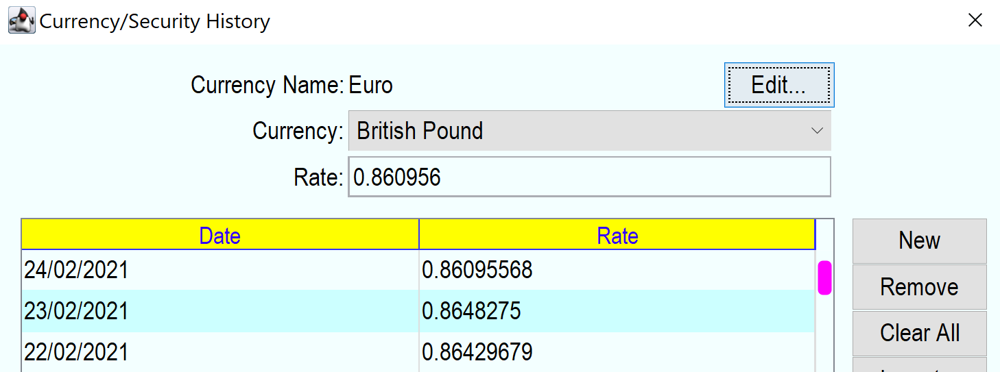 Currency/Security History
Currency Name: Euro Edit...
Currency: British Pound
Rate: 0.860956
Date Rate
24/02/2021 0.86095568
23/02/2021 0.8648275
22/02/2021 0.86429679
New
Remove
Clear All